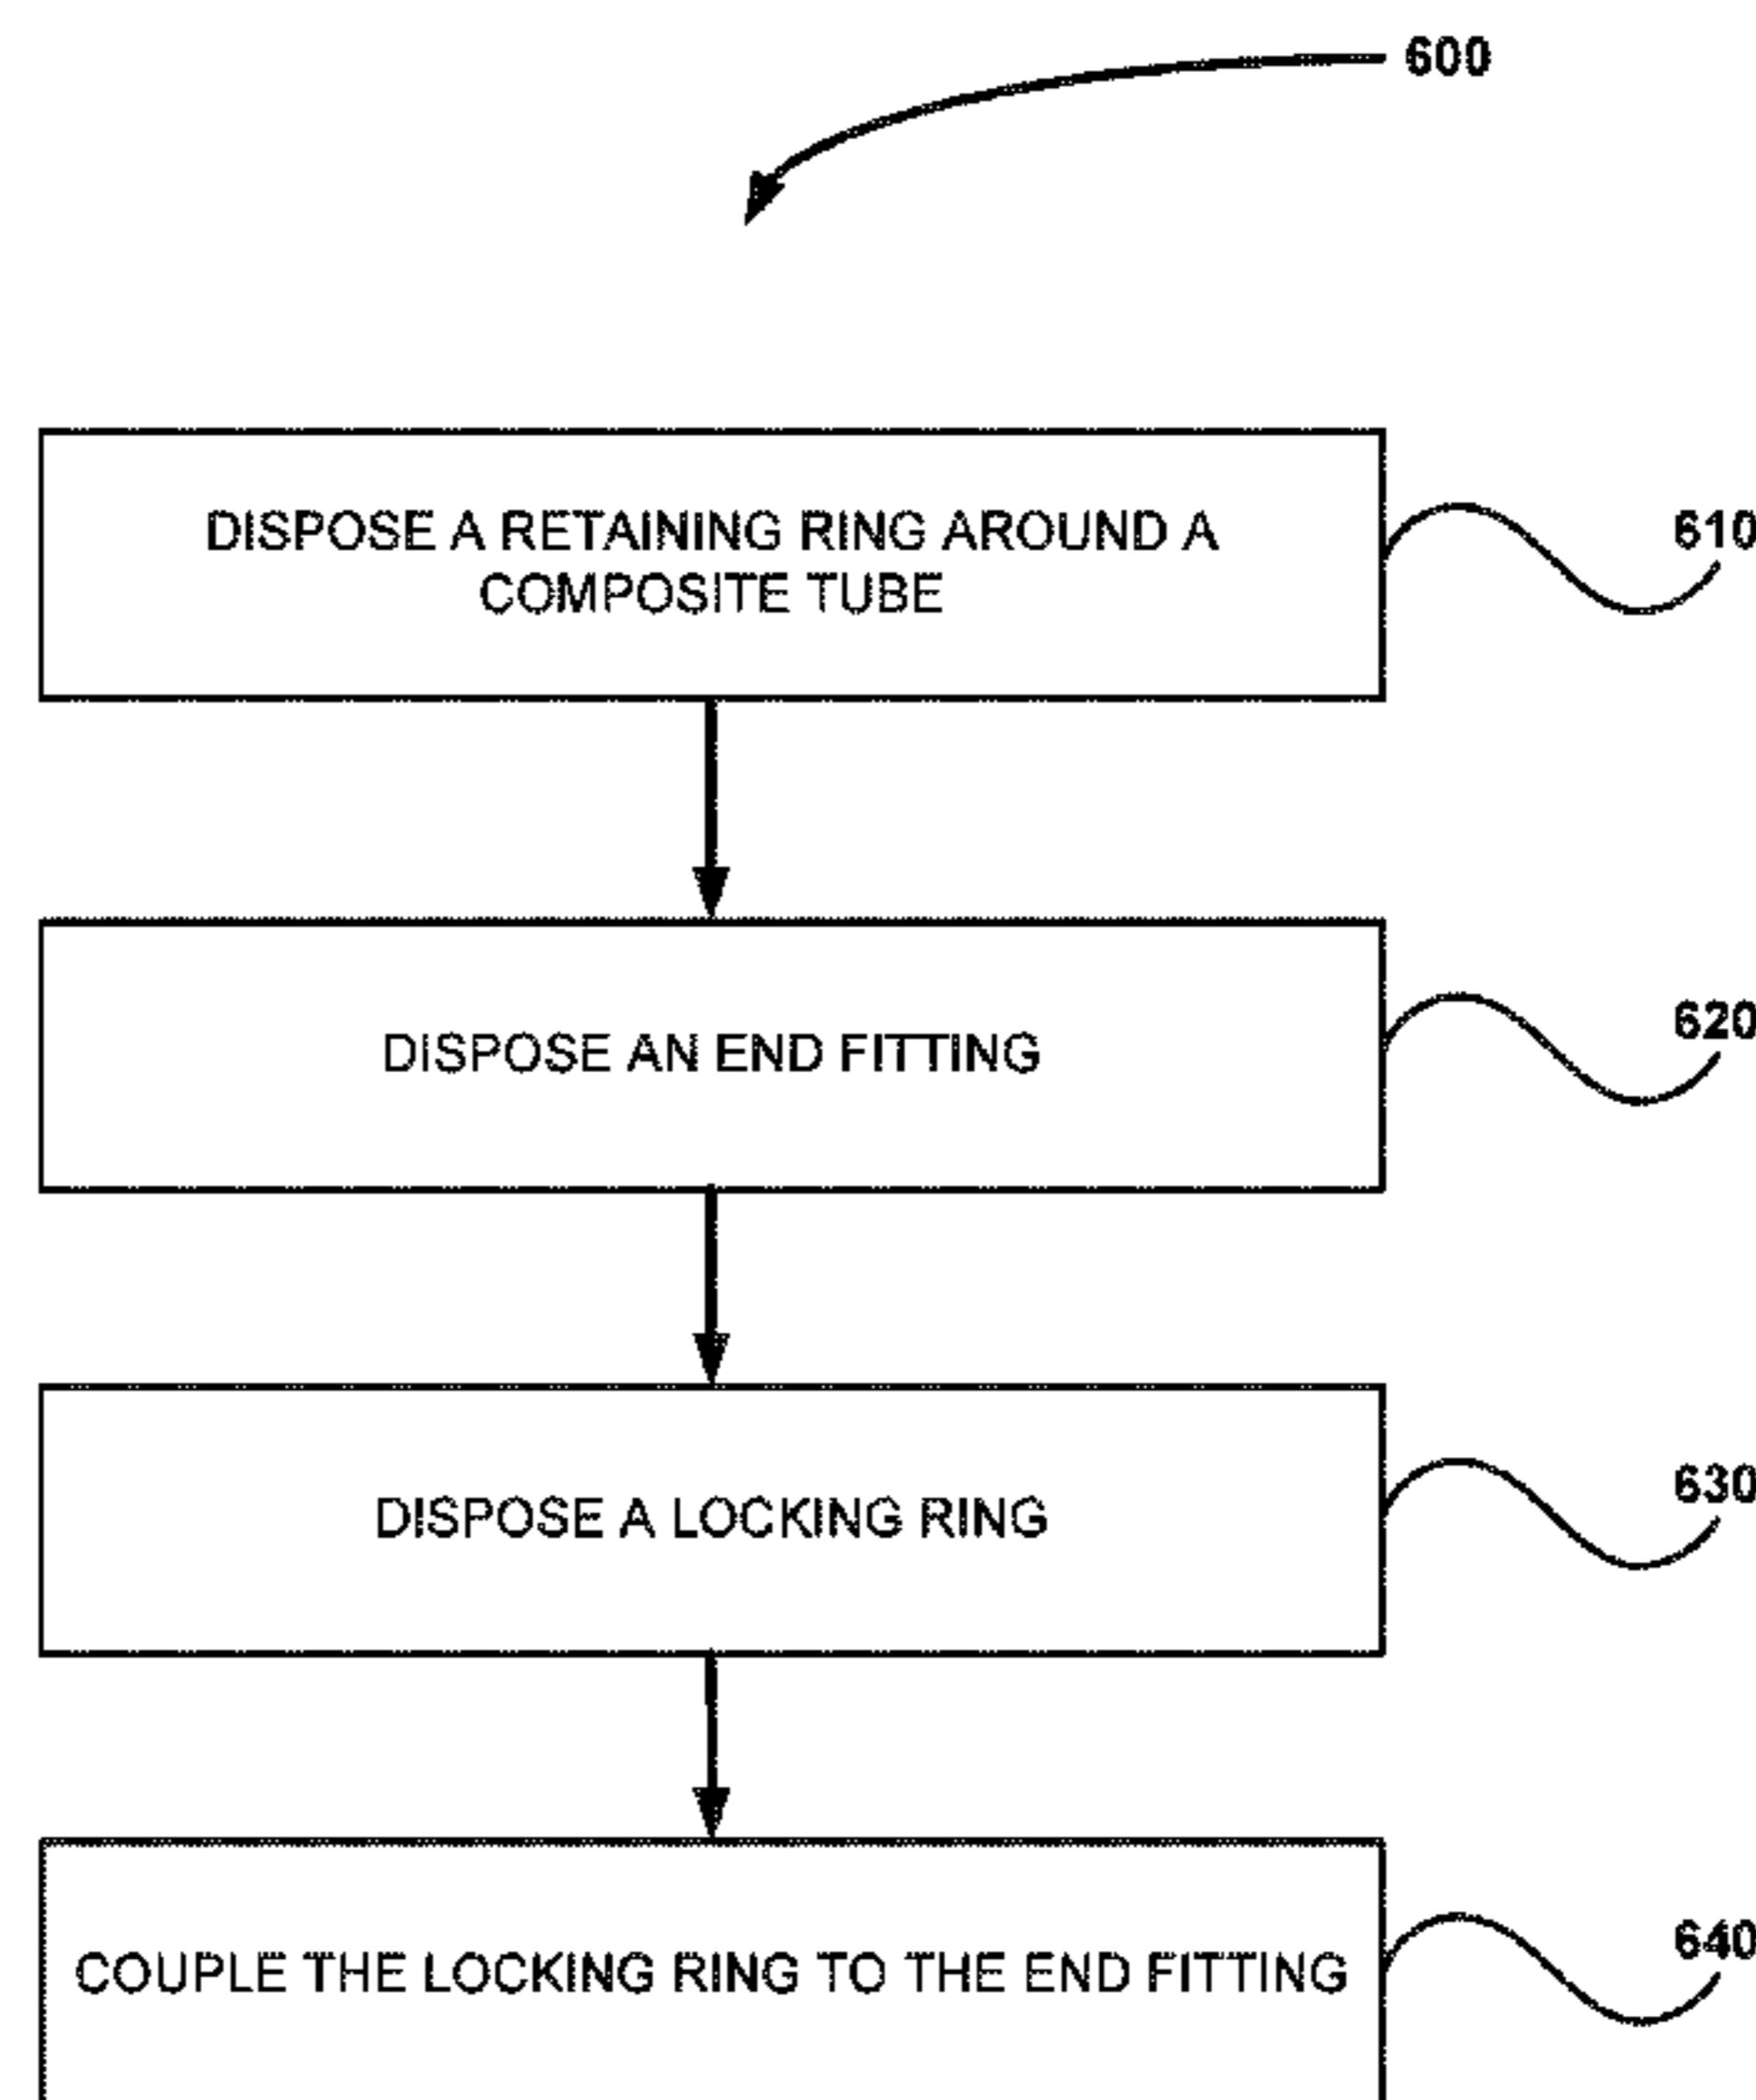 600
DISPOSE A RETAINING RING AROUND A
COMPOSITE TUBE
610
DISPOSE AN END FITTING
620
DISPOSE A LOCKING RING
630
COUPLE THE LOCKING RING TO THE END FITTING
640